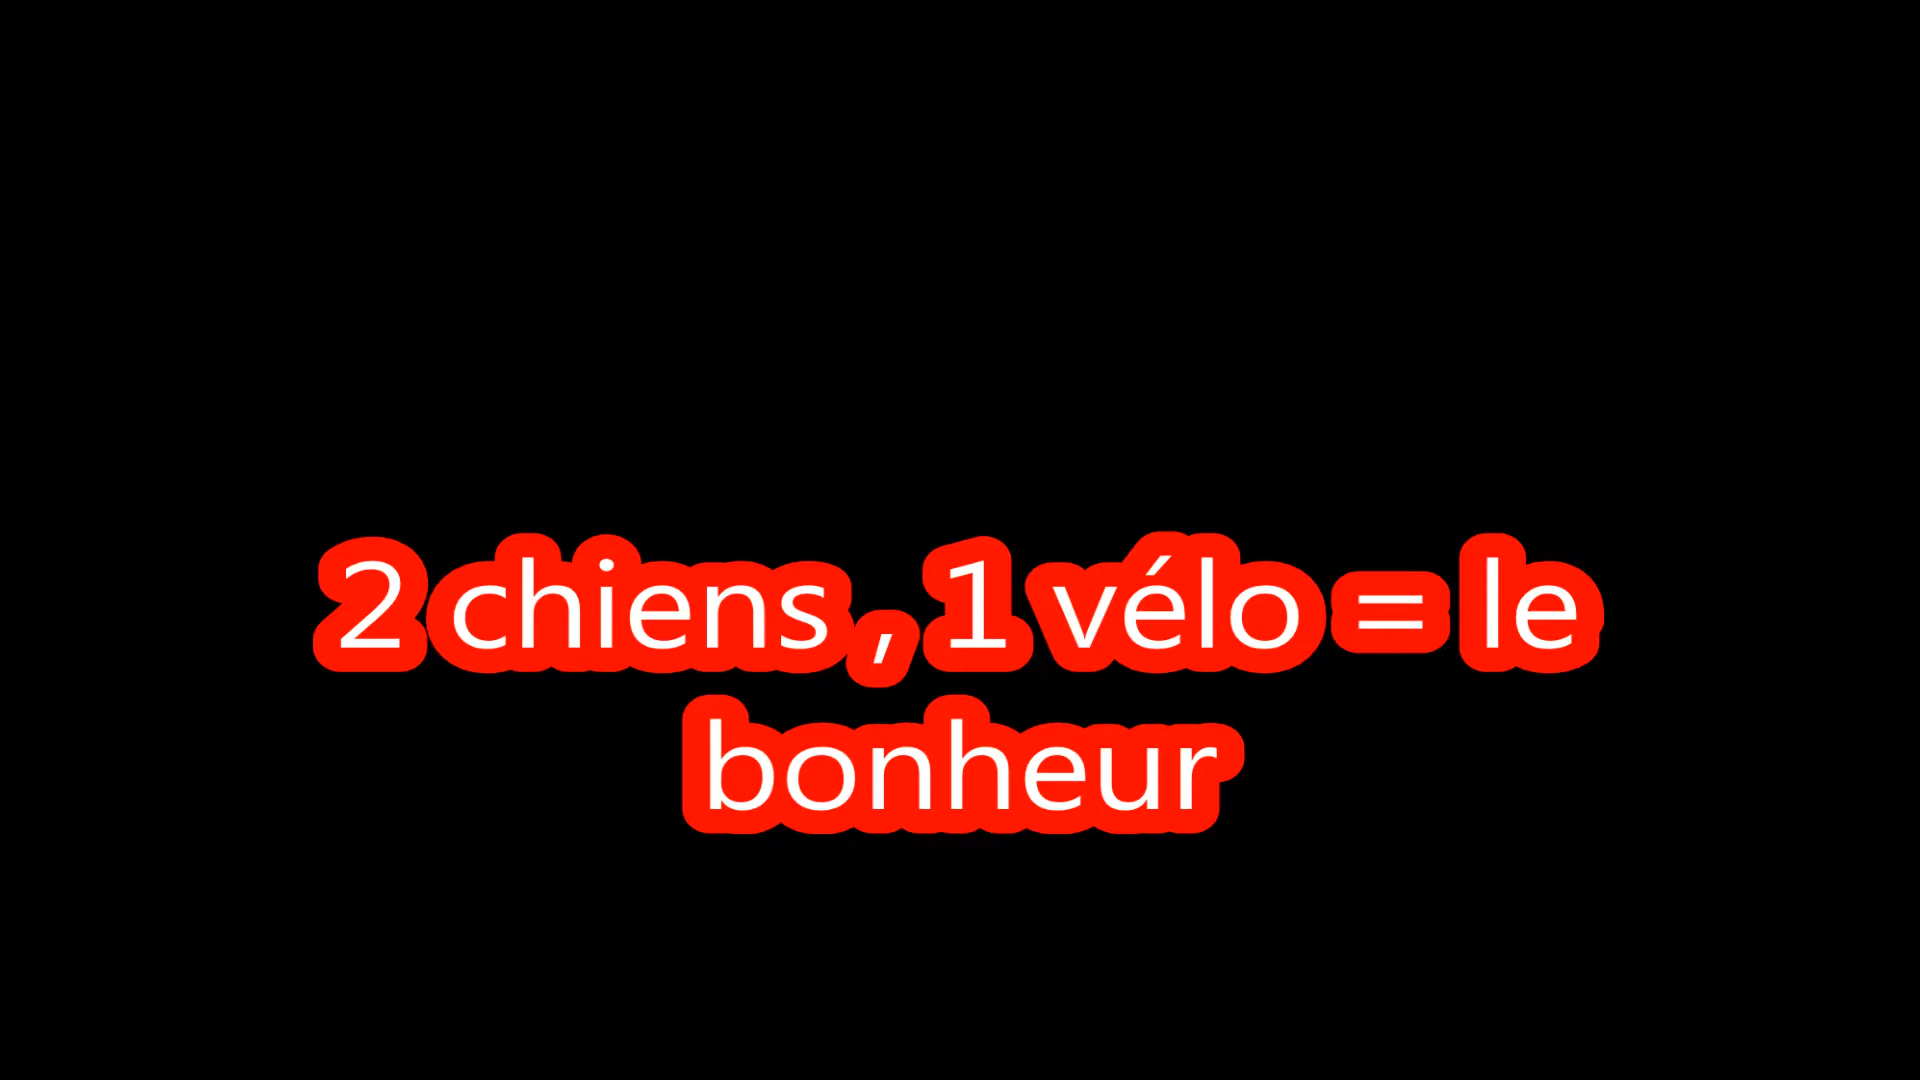 2 chiens , 1 vélo = le
bonheur